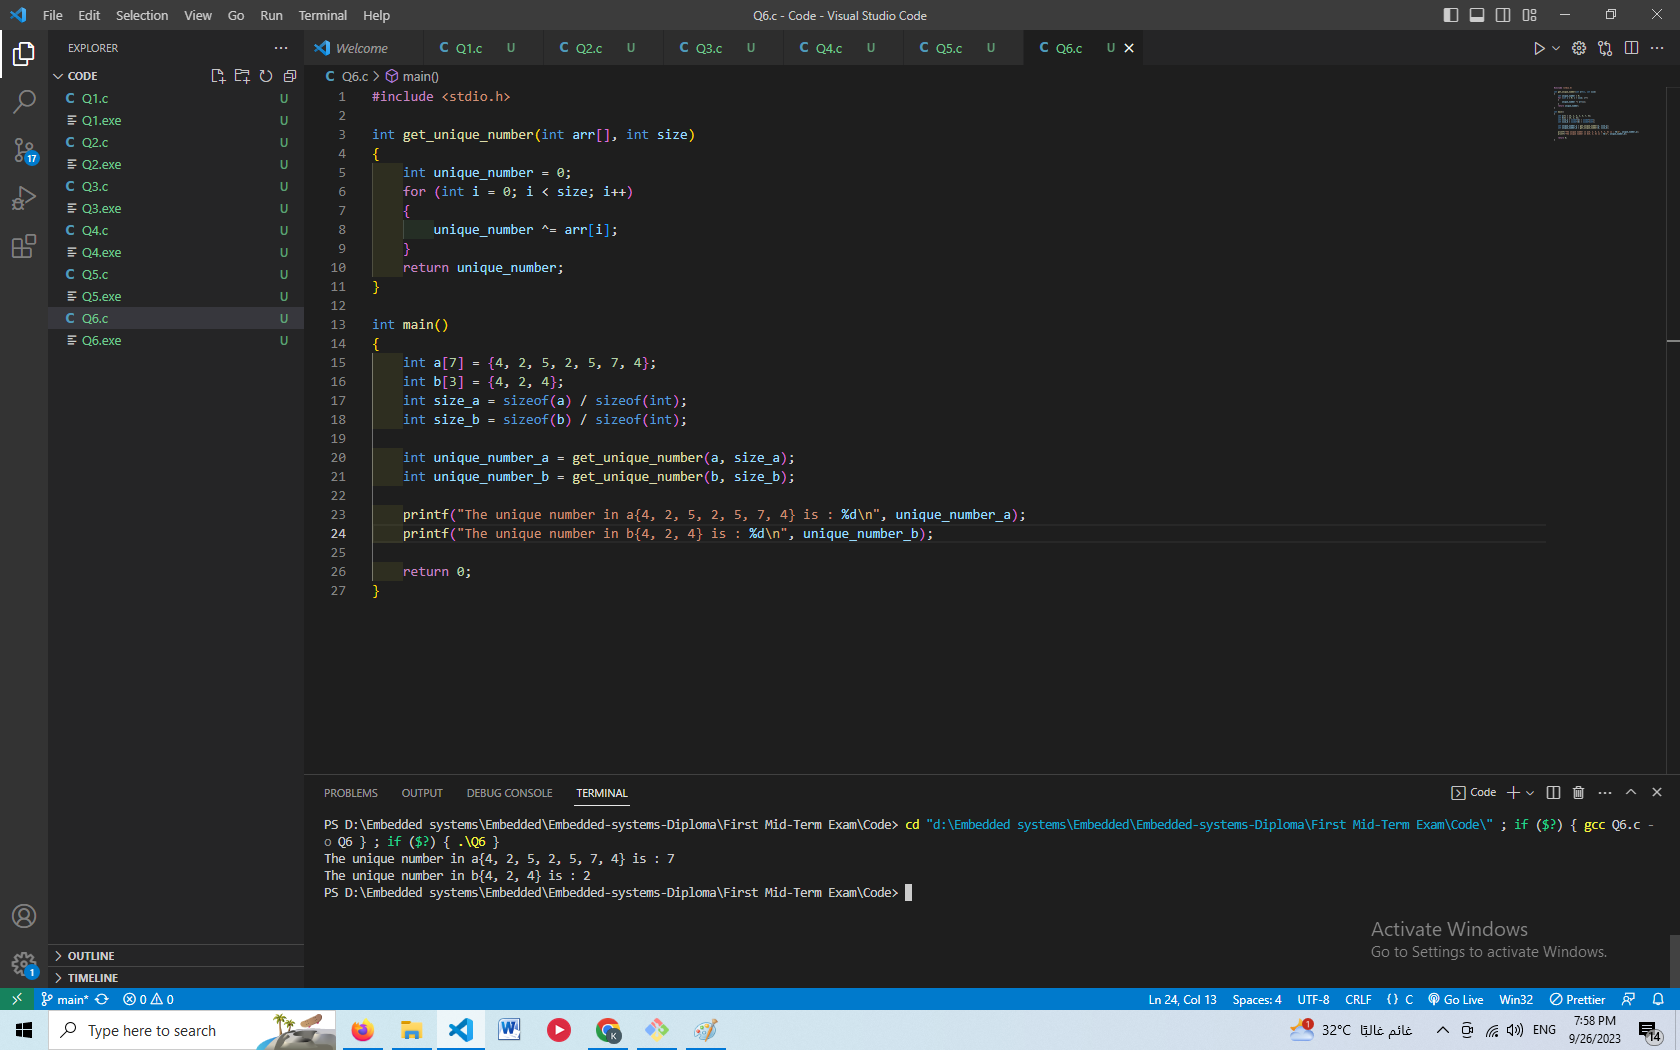 File Edit Selection View Go Run Terminal Help
Q6.c - Code - Visual Studio Code
EXPLORER
CODE
Q1.c U
Q1.exe U
Q2.c U
Q2.exe U
Q3.c U
Q3.exe U
Q4.c U
Q4.exe U
Q5.c U
Q5.exe U
Q6.c U
Q6.exe U
17
Welcome C Q1.c U C Q2.c U C Q3.c U C Q4.c U C Q5.c U C Q6.c U
C Q6.c > main()
1 #include <stdio.h>
2
3 int get_unique_number(int arr[], int size)
4 {
5 int unique_number = 0;
6 for (int i = 0; i < size; i++)
7 {
8 unique_number ^= arr[i];
9 }
10 return unique_number;
11 }
12
13 int main()
14 {
15 int a[7] = {4, 2, 5, 2, 5, 7, 4};
16 int b[3] = {4, 2, 4};
17 int size_a = sizeof(a) / sizeof(int);
18 int size_b = sizeof(b) / sizeof(int);
19
20 int unique_number_a = get_unique_number(a, size_a);
21 int unique_number_b = get_unique_number(b, size_b);
22
23 printf("The unique number in a{4, 2, 5, 2, 5, 7, 4} is : %d\n", unique_number_a);
24 printf("The unique number in b{4, 2, 4} is : %d\n", unique_number_b);
25
26 return 0;
27 }
PROBLEMS OUTPUT DEBUG CONSOLE TERMINAL
Code
PS D:\Embedded systems\Embedded\Embedded-systems-Diploma\First Mid-Term Exam\Code> cd "d:\Embedded systems\Embedded\Embedded-systems-Diploma\First Mid-Term Exam\Code\" ; if ($?) { gcc Q6.c -
o Q6 } ; if ($?) { .\Q6 }
The unique number in a{4, 2, 5, 2, 5, 7, 4} is : 7
The unique number in b{4, 2, 4} is : 2
PS D:\Embedded systems\Embedded\Embedded-systems-Diploma\First Mid-Term Exam\Code>
Activate Windows
Go to Settings to activate Windows.
OUTLINE
1
TIMELINE
main* 0 0
Ln 24, Col 13 Spaces: 4 UTF-8 CRLF {} C Go Live Win32 Prettier
Type here to search
1 32°C غائم غالبًا ENG
7:58 PM
9/26/2023
14